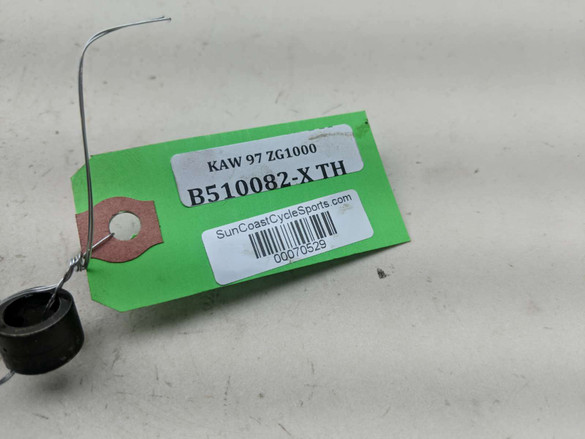 KAW 97 ZG1000
B510082-X TH
SunCoastCycleSports.com
00070529